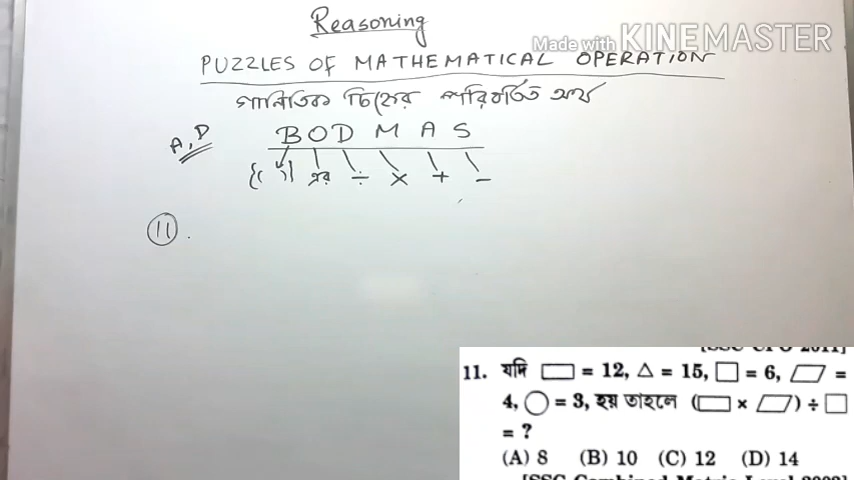 Reasoning
Made with KINEMASTER
PUZZLES OF MATHEMATICAL OPERATION
গানিতিক চিহ্নের পরিবর্তিত অর্থ
A, D
B O D M A S
{( )} এর ÷ × + −
11.
11. যদি ▭ = 12, △ = 15, □ = 6, ▱ =
4, ○ = 3, হয় তাহলে (▭ × ▱) ÷ □
= ?
(A) 8 (B) 10 (C) 12 (D) 14